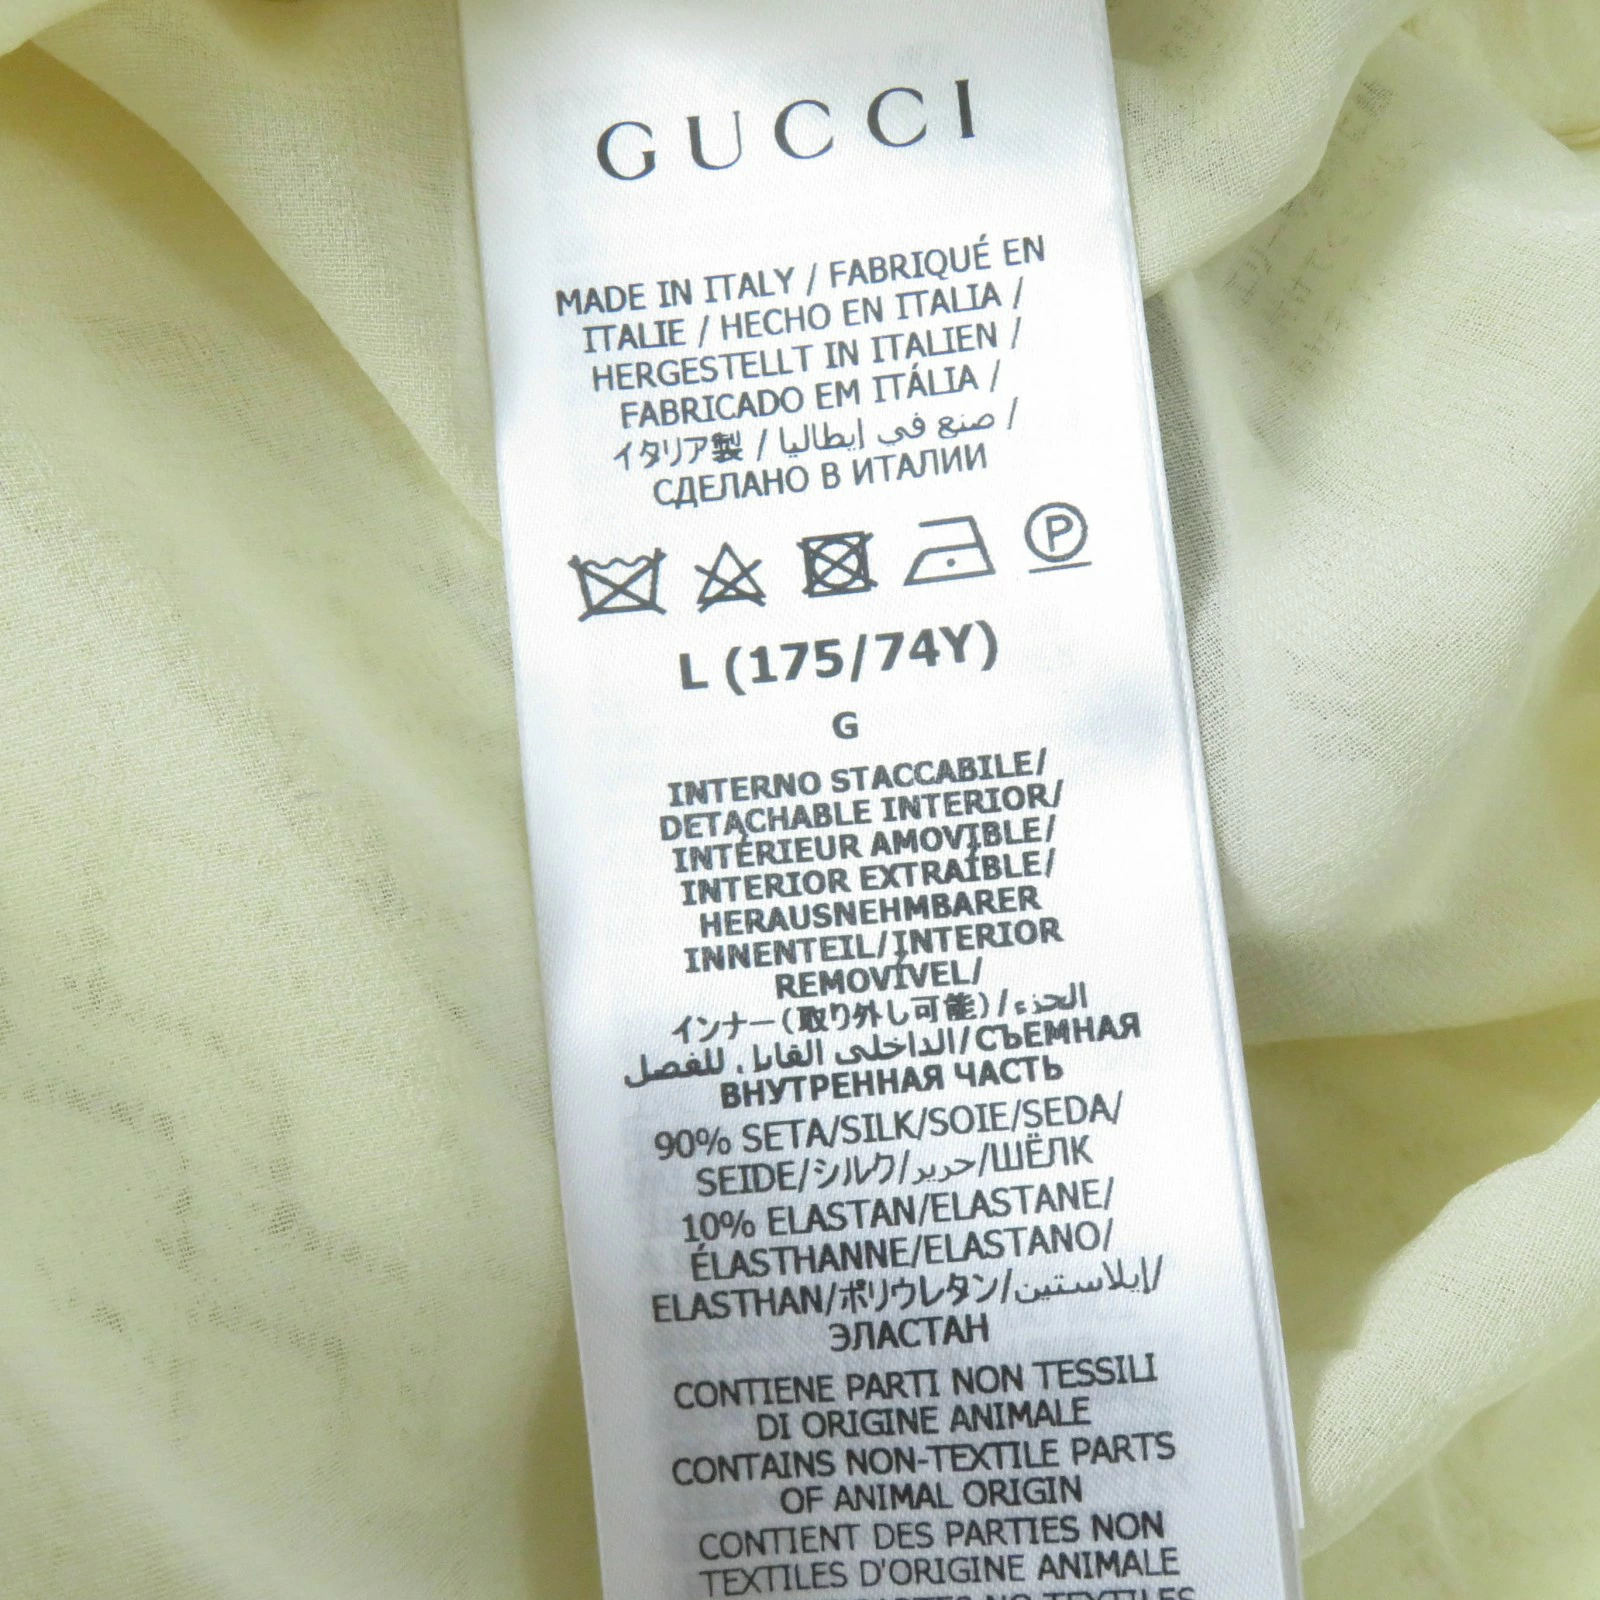 GUCCI
MADE IN ITALY / FABRIQUÉ EN
ITALIE / HECHO EN ITALIA /
HERGESTELLT IN ITALIEN /
FABRICADO EM ITÁLIA /
イタリア製 / صنع في إيطاليا /
СДЕЛАНО В ИТАЛИИ
P
L (175/74Y)
G
INTERNO STACCABILE/
DETACHABLE INTERIOR/
INTÉRIEUR AMOVIBLE/
INTERIOR EXTRAÍBLE/
HERAUSNEHMBARER
INNENTEIL/INTERIOR
REMOVÍVEL/
インナー(取り外し可能)/الجزء
الداخلي القابل للفصل/СЪЕМНАЯ
ВНУТРЕННАЯ ЧАСТЬ
90% SETA/SILK/SOIE/SEDA/
SEIDE/シルク/حرير/ШЁЛК
10% ELASTAN/ELASTANE/
ÉLASTHANNE/ELASTANO/
ELASTHAN/ポリウレタン/إيلاستين/
ЭЛАСТАН
CONTIENE PARTI NON TESSILI
DI ORIGINE ANIMALE
CONTAINS NON-TEXTILE PARTS
OF ANIMAL ORIGIN
CONTIENT DES PARTIES NON
TEXTILES D'ORIGINE ANIMALE
NO TEXTILES